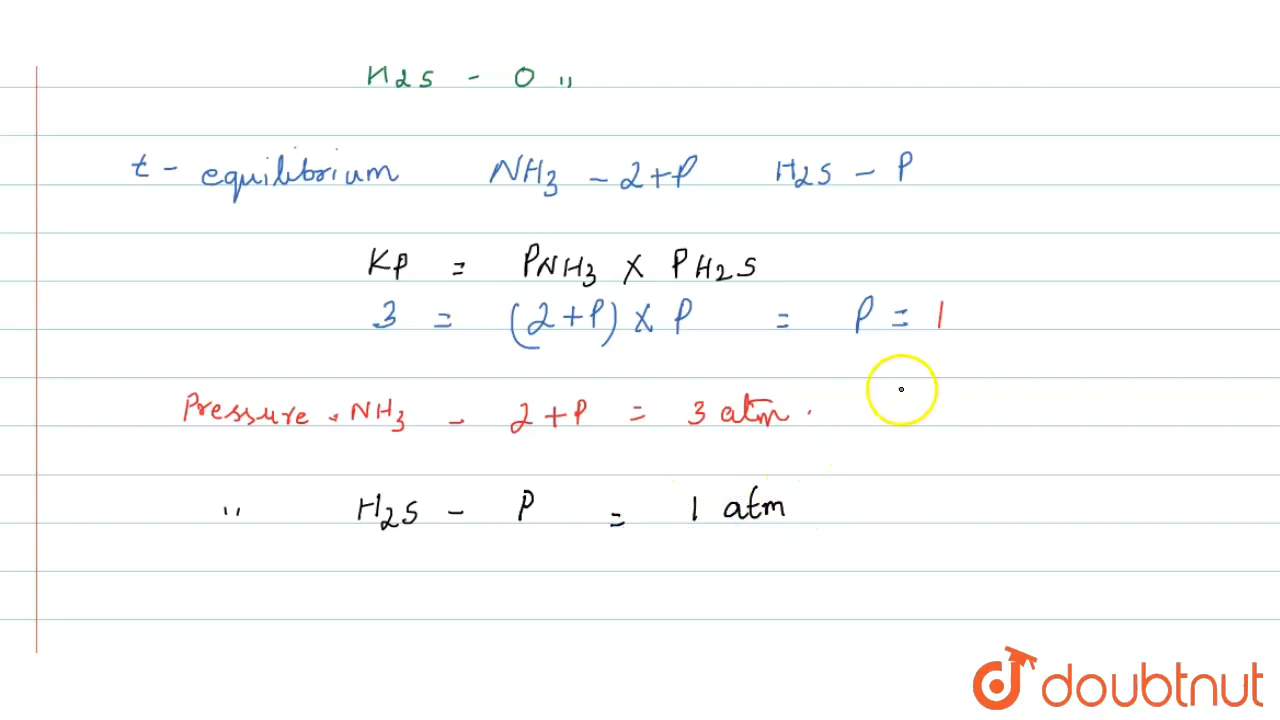 H2S - 0 "
t - equilibrium NH3 - 2+P H2S - P
KP = PNH3 X PH2S
3 = (2+P) X P = P = 1
Pressure . NH3 - 2+P = 3 atm .
" H2S - P = 1 atm
doubtnut